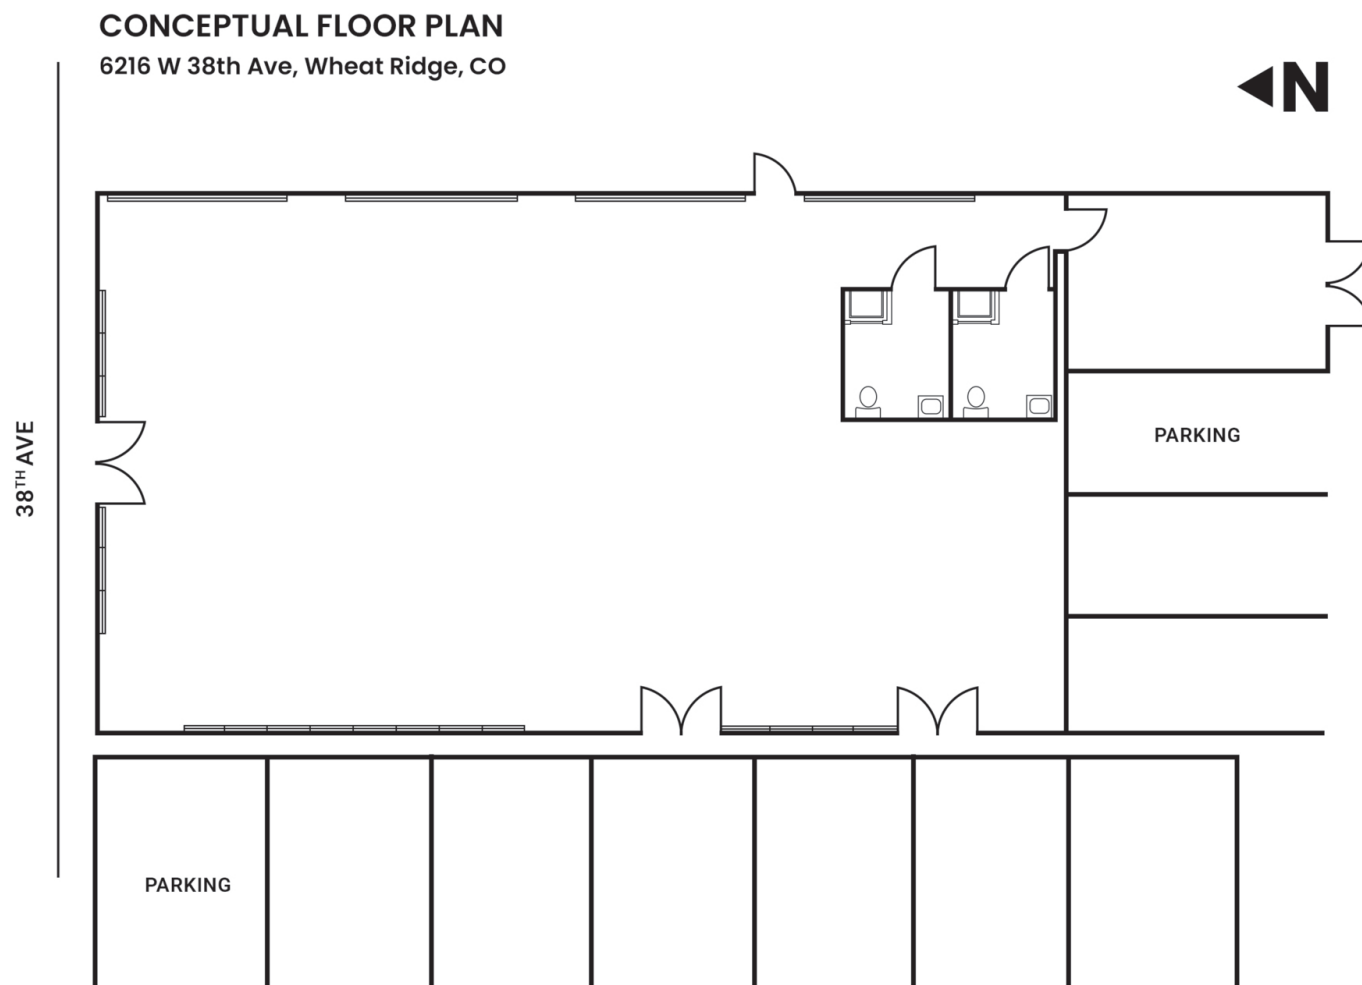 CONCEPTUAL FLOOR PLAN
6216 W 38th Ave, Wheat Ridge, CO
N
38TH AVE
PARKING
PARKING